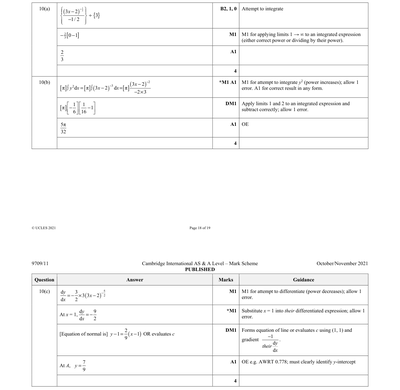 10(a) {(3x−2)^(−1/2) / (−1/2)} ÷ {3} B2, 1, 0 Attempt to integrate
−⅔[0−1] M1 M1 for applying limits 1 → ∞ to an integrated expression
(either correct power or dividing by their power).
2/3 A1
4
10(b) [π]∫y²dx = [π]∫(3x−2)^(−3) dx = [π] (3x−2)^(−2) / (−2×3) *M1 A1 M1 for attempt to integrate y² (power increases); allow 1
error. A1 for correct result in any form.
[π][−1/6][1/16 −1] DM1 Apply limits 1 and 2 to an integrated expression and
subtract correctly; allow 1 error.
5π/32 A1 OE
4
© UCLES 2021 Page 18 of 19
9709/11 Cambridge International AS & A Level – Mark Scheme October/November 2021
PUBLISHED
Question Answer Marks Guidance
10(c) dy/dx = −3/2 ×3(3x−2)^(−5/2) M1 M1 for attempt to differentiate (power decreases); allow 1
error.
At x = 1, dy/dx = −9/2 *M1 Substitute x = 1 into their differentiated expression; allow 1
error.
[Equation of normal is] y−1 = 2/9 (x−1) OR evaluates c DM1 Forms equation of line or evaluates c using (1, 1) and
gradient −1 / their dy/dx .
At A, y = 7/9 A1 OE e.g. AWRT 0.778; must clearly identify y-intercept
4